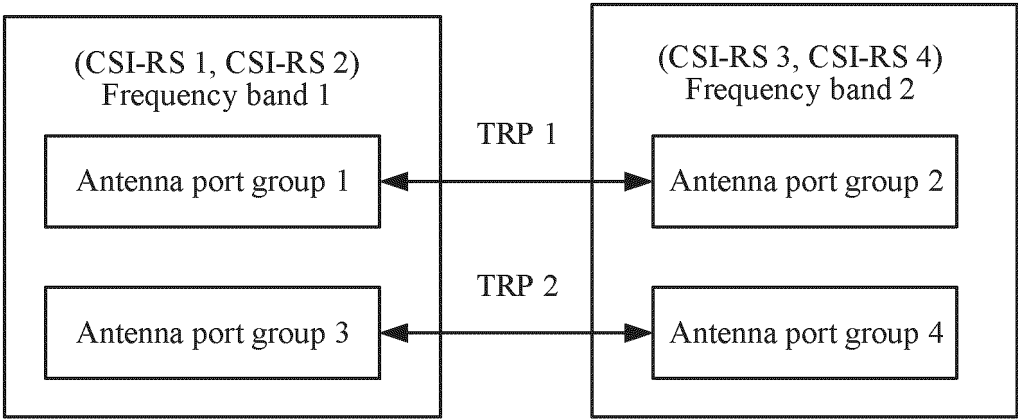 (CSI-RS 1, CSI-RS 2)
Frequency band 1
Antenna port group 1
Antenna port group 3
TRP 1
TRP 2
(CSI-RS 3, CSI-RS 4)
Frequency band 2
Antenna port group 2
Antenna port group 4